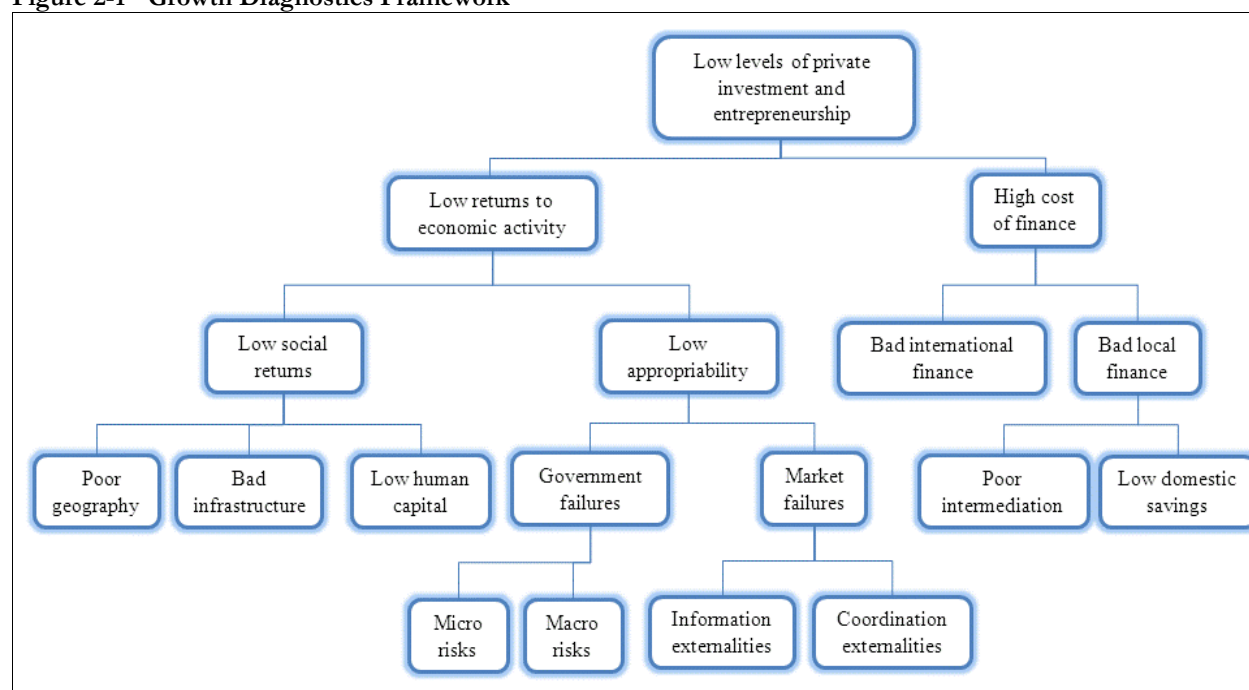 Figure 2-1 Growth Diagnostics Framework
Low levels of private
investment and
entrepreneurship
Low returns to
economic activity
High cost
of finance
Low social
returns
Low
appropriability
Bad international
finance
Bad local
finance
Poor
geography
Bad
infrastructure
Low human
capital
Government
failures
Market
failures
Poor
intermediation
Low domestic
savings
Micro
risks
Macro
risks
Information
externalities
Coordination
externalities